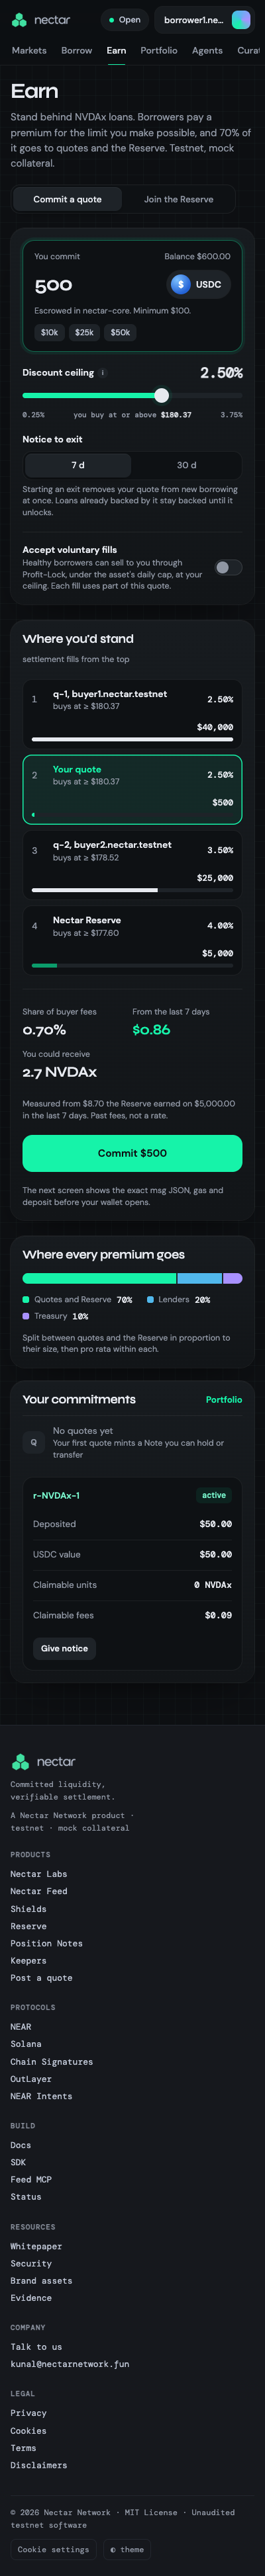 nectar
Open
borrower1.ne...
Markets
Borrow
Earn
Portfolio
Agents
Curat
Earn
Stand behind NVDAx loans. Borrowers pay a
premium for the limit you make possible, and 70% of
it goes to quotes and the Reserve. Testnet, mock
collateral.
Commit a quote
Join the Reserve
You commit
Balance $600.00
500
$ USDC
Escrowed in nectar-core. Minimum $100.
$10k
$25k
$50k
Discount ceiling i
2.50%
0.25%
you buy at or above $180.37
3.75%
Notice to exit
7 d
30 d
Starting an exit removes your quote from new borrowing
at once. Loans already backed by it stay backed until it
unlocks.
Accept voluntary fills
Healthy borrowers can sell to you through
Profit-Lock, under the asset's daily cap, at your
ceiling. Each fill uses part of this quote.
Where you'd stand
settlement fills from the top
1
q-1, buyer1.nectar.testnet
buys at ≥ $180.37
2.50%
$40,000
2
Your quote
buys at ≥ $180.37
2.50%
$500
3
q-2, buyer2.nectar.testnet
buys at ≥ $178.52
3.50%
$25,000
4
Nectar Reserve
buys at ≥ $177.60
4.00%
$5,000
Share of buyer fees
0.70%
From the last 7 days
$0.86
You could receive
2.7 NVDAx
Measured from $8.70 the Reserve earned on $5,000.00
in the last 7 days. Past fees, not a rate.
Commit $500
The next screen shows the exact msg JSON, gas and
deposit before your wallet opens.
Where every premium goes
Quotes and Reserve 70%
Lenders 20%
Treasury 10%
Split between quotes and the Reserve in proportion to
their size, then pro rata within each.
Your commitments
Portfolio
Q
No quotes yet
Your first quote mints a Note you can hold or
transfer
r-NVDAx-1
active
Deposited
$50.00
USDC value
$50.00
Claimable units
0 NVDAx
Claimable fees
$0.09
Give notice
nectar
Committed liquidity,
verifiable settlement.
A Nectar Network product ·
testnet · mock collateral
PRODUCTS
Nectar Labs
Nectar Feed
Shields
Reserve
Position Notes
Keepers
Post a quote
PROTOCOLS
NEAR
Solana
Chain Signatures
OutLayer
NEAR Intents
BUILD
Docs
SDK
Feed MCP
Status
RESOURCES
Whitepaper
Security
Brand assets
Evidence
COMPANY
Talk to us
kunal@nectarnetwork.fun
LEGAL
Privacy
Cookies
Terms
Disclaimers
© 2026 Nectar Network · MIT License · Unaudited
testnet software
Cookie settings
◐ theme